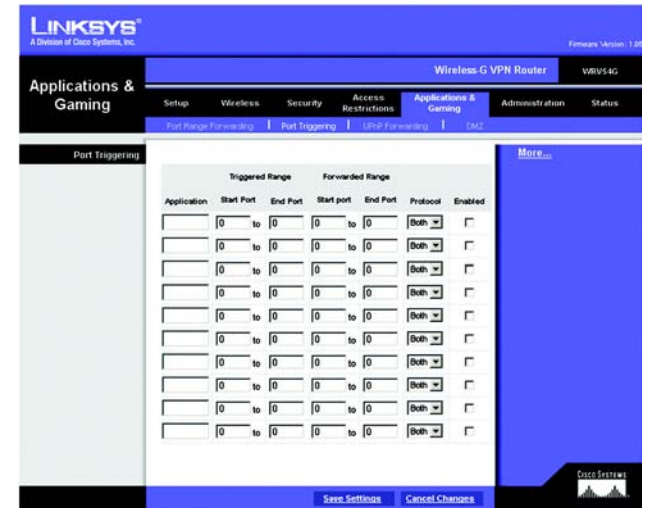 LINKSYS®
A Division of Cisco Systems, Inc.
Firmware Version: 1.06
Wireless-G VPN Router WRV54G
Applications & Gaming
Setup Wireless Security Access Restrictions Applications & Gaming Administration Status
Port Range Forwarding Port Triggering UPnP Forwarding DMZ
Port Triggering
More...
Triggered Range Forwarded Range
Application Start Port End Port Start port End Port Protocol Enabled
0 to 0 0 to 0 Both
0 to 0 0 to 0 Both
0 to 0 0 to 0 Both
0 to 0 0 to 0 Both
0 to 0 0 to 0 Both
0 to 0 0 to 0 Both
0 to 0 0 to 0 Both
0 to 0 0 to 0 Both
0 to 0 0 to 0 Both
0 to 0 0 to 0 Both
Save Settings Cancel Changes
CISCO SYSTEMS